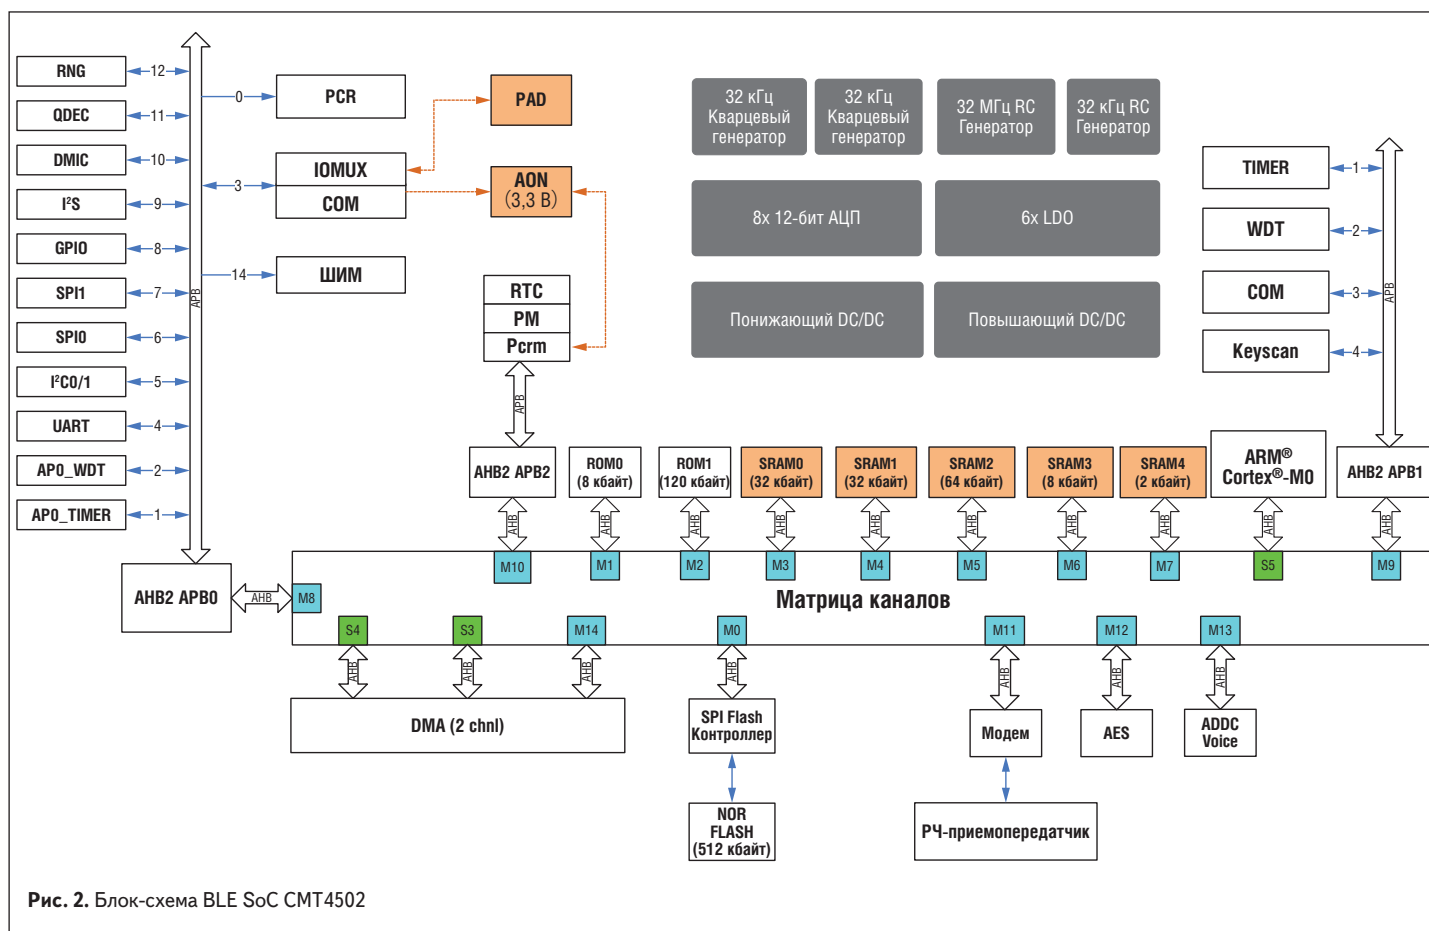 RNG
12
QDEC
11
DMIC
10
I²S
9
GPIO
8
SPI1
7
SPI0
6
I²C0/1
5
UART
4
AP0_WDT
2
AP0_TIMER
1
APB
0
PCR
3
IOMUX
COM
14
ШИМ
PAD
AON
(3,3 В)
RTC
PM
Pcrm
APB
32 кГц
Кварцевый
генератор
32 кГц
Кварцевый
генератор
32 МГц RC
Генератор
32 кГц RC
Генератор
8x 12-бит АЦП
6x LDO
Понижающий DC/DC
Повышающий DC/DC
TIMER
1
WDT
2
COM
3
Keyscan
4
APB
AHB2 APB2
ROM0
(8 кбайт)
ROM1
(120 кбайт)
SRAM0
(32 кбайт)
SRAM1
(32 кбайт)
SRAM2
(64 кбайт)
SRAM3
(8 кбайт)
SRAM4
(2 кбайт)
ARM®
Cortex®-M0
AHB2 APB1
AHB
AHB
AHB
AHB
AHB
AHB
AHB
AHB
AHB
AHB
M10
M1
M2
M3
M4
M5
M6
M7
S5
M9
AHB2 APB0
AHB
M8
Матрица каналов
S4
S3
M14
M0
M11
M12
M13
AHB
AHB
AHB
AHB
AHB
AHB
AHB
DMA (2 chnl)
SPI Flash
Контроллер
Модем
AES
ADDC
Voice
NOR
FLASH
(512 кбайт)
РЧ-приемопередатчик
Рис. 2. Блок-схема BLE SoC CMT4502